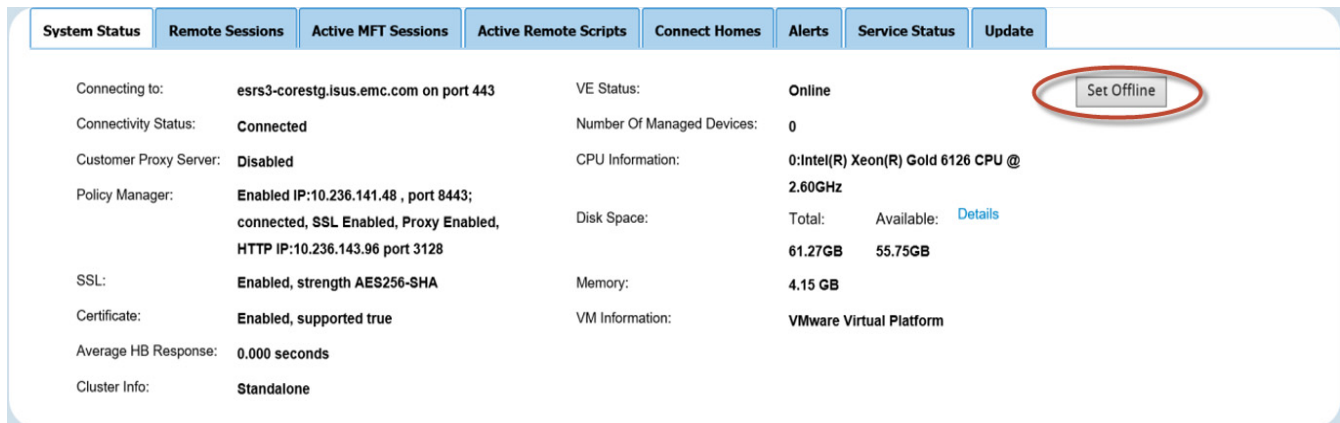 System Status Remote Sessions Active MFT Sessions Active Remote Scripts Connect Homes Alerts Service Status Update
Connecting to: esrs3-corestg.isus.emc.com on port 443
Connectivity Status: Connected
Customer Proxy Server: Disabled
Policy Manager: Enabled IP:10.236.141.48 , port 8443;
connected, SSL Enabled, Proxy Enabled,
HTTP IP:10.236.143.96 port 3128
SSL: Enabled, strength AES256-SHA
Certificate: Enabled, supported true
Average HB Response: 0.000 seconds
Cluster Info: Standalone
VE Status: Online
Number Of Managed Devices: 0
CPU Information: 0:Intel(R) Xeon(R) Gold 6126 CPU @
2.60GHz
Disk Space: Total: Available: Details
61.27GB 55.75GB
Memory: 4.15 GB
VM Information: VMware Virtual Platform
Set Offline